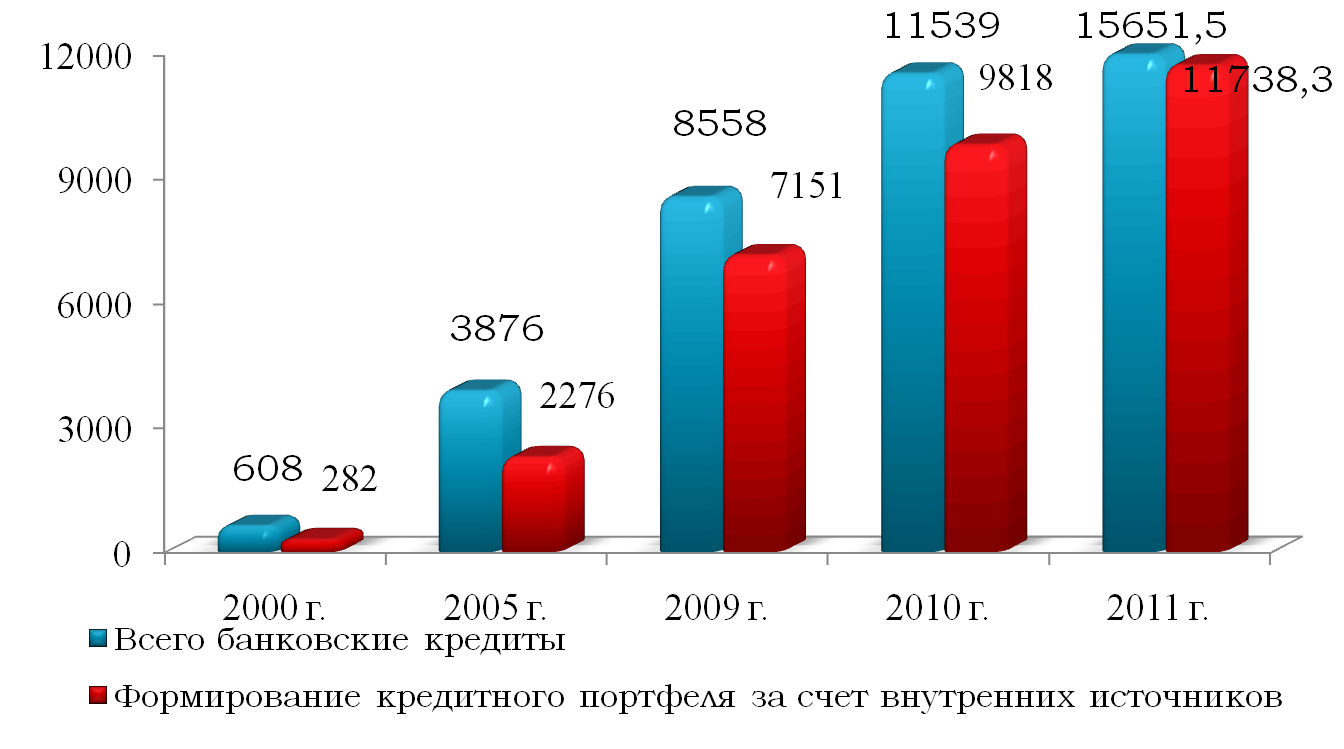 11539
15651,5
12000
9818
11738,3
8558
9000
7151
6000
3876
2276
3000
608
282
0
2000 г.
2005 г.
2009 г.
2010 г.
2011 г.
Всего банковские кредиты
Формирование кредитного портфеля за счет внутренних источников